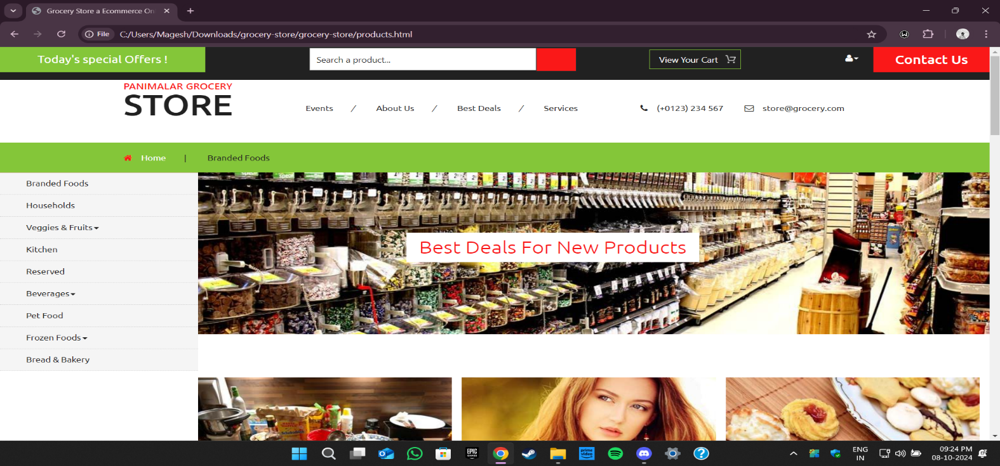 Grocery Store a Ecommerce On
File
C:/Users/Magesh/Downloads/grocery-store/grocery-store/products.html
Today's special Offers !
Search a product...
View Your Cart
Contact Us
PANIMALAR GROCERY
STORE
Events / About Us / Best Deals / Services
(+0123) 234 567
store@grocery.com
Home | Branded Foods
Branded Foods
Households
Veggies & Fruits
Kitchen
Reserved
Beverages
Pet Food
Frozen Foods
Bread & Bakery
Best Deals For New Products
EPIC
GAMES
prime
video
ENG
IN
09:24 PM
08-10-2024